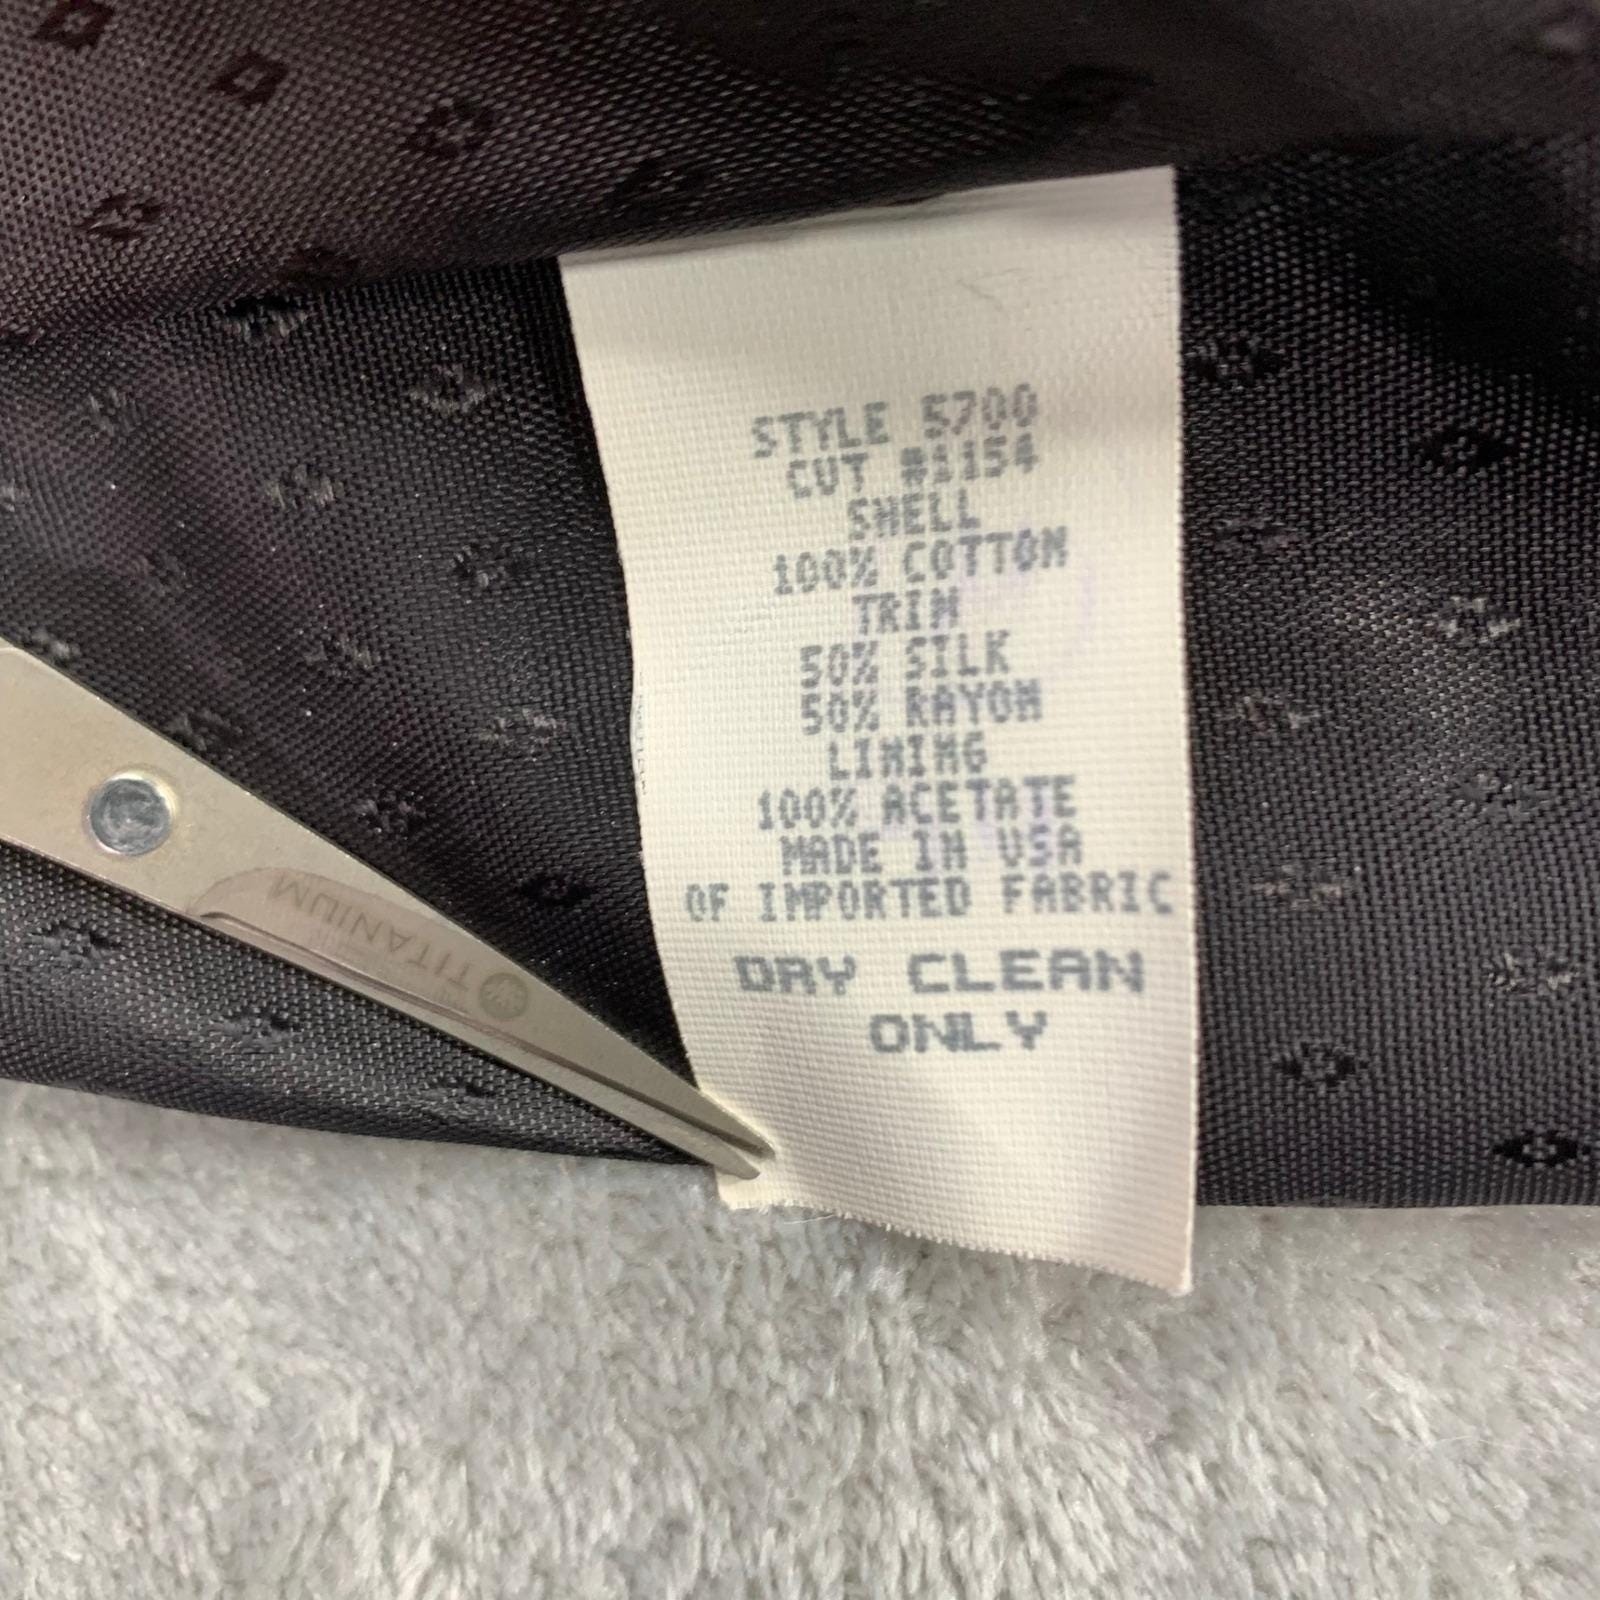 STYLE 5700
CUT #1154
SHELL
100% COTTON
TRIM
50% SILK
50% RAYON
LINING
100% ACETATE
MADE IN USA
OF IMPORTED FABRIC
DRY CLEAN
ONLY
TITANIUM